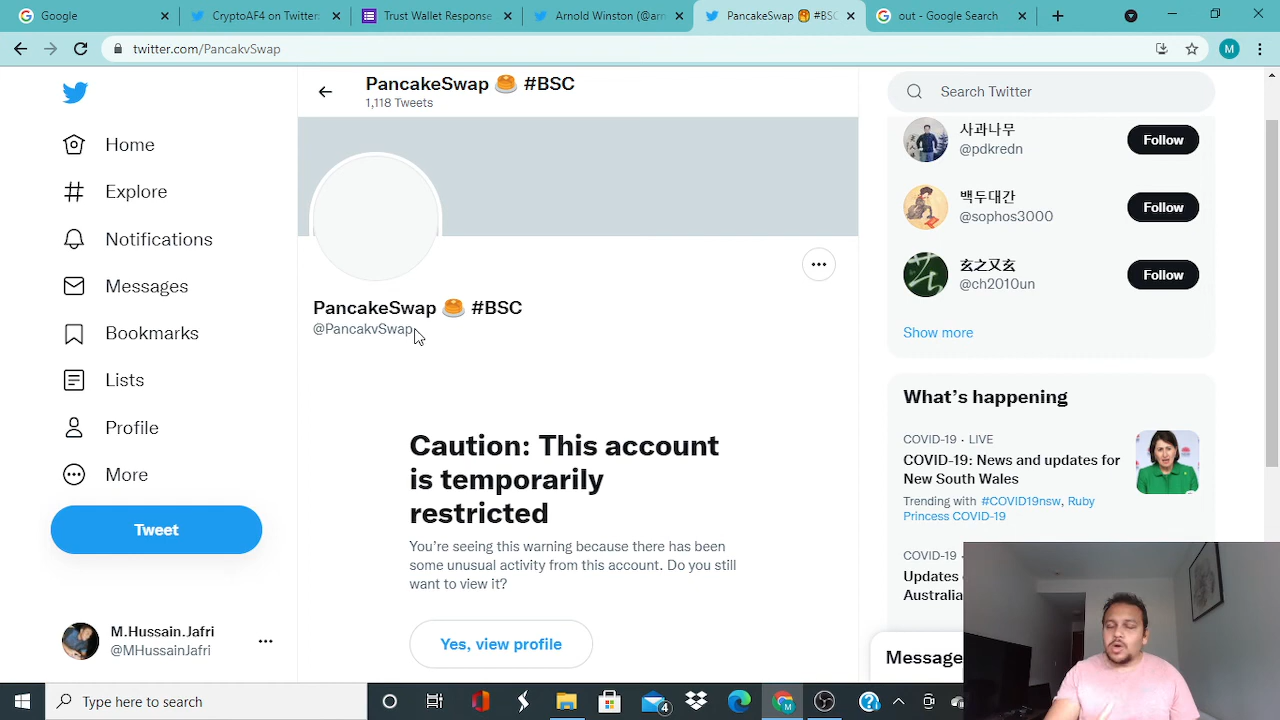 Google
CryptoAF4 on Twitter:
Trust Wallet Response
Arnold Winston (@arn
PancakeSwap 🥞 #BSC
out - Google Search
twitter.com/PancakvSwap
M
PancakeSwap 🥞 #BSC
1,118 Tweets
Home
Explore
Notifications
Messages
Bookmarks
Lists
Profile
More
Tweet
M.Hussain.Jafri
@MHussainJafri
PancakeSwap 🥞 #BSC
@PancakvSwap
Caution: This account
is temporarily
restricted
You're seeing this warning because there has been
some unusual activity from this account. Do you still
want to view it?
Yes, view profile
Search Twitter
사과나무
@pdkredn
Follow
백두대간
@sophos3000
Follow
玄之又玄
@ch2010un
Follow
Show more
What's happening
COVID-19 · LIVE
COVID-19: News and updates for
New South Wales
Trending with #COVID19nsw, Ruby
Princess COVID-19
COVID-19 ·
Updates
Australia
Message
Type here to search
4
M